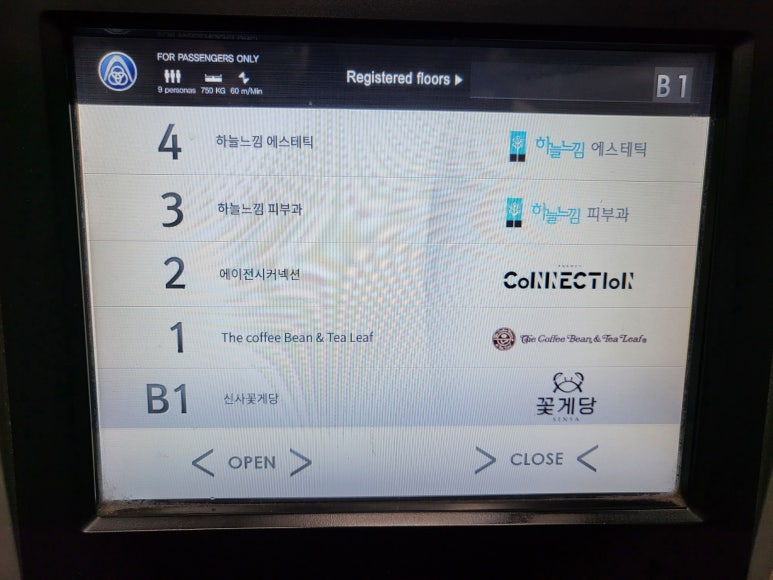 FOR PASSENGERS ONLY
9 personas 750 KG 60 m/Min
Registered floors
B1
4 하늘느낌 에스테틱 하늘느낌 에스테틱
3 하늘느낌 피부과 하늘느낌 피부과
2 에이전시커넥션 CoNNECTIoN
1 The coffee Bean & Tea Leaf The Coffee Bean & Tea Leaf®
B1 신사꽃게당 꽃게당
SINSA
< OPEN > > CLOSE <